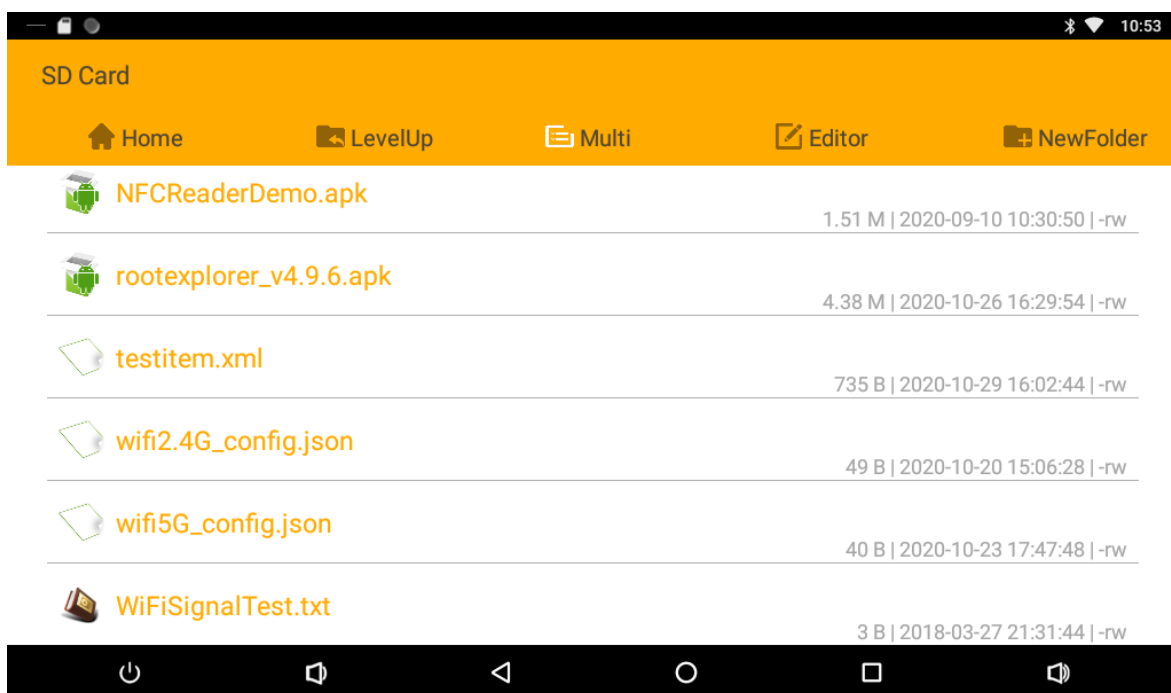 10:53
SD Card
Home LevelUp Multi Editor NewFolder
NFCReaderDemo.apk
1.51 M | 2020-09-10 10:30:50 | -rw
rootexplorer_v4.9.6.apk
4.38 M | 2020-10-26 16:29:54 | -rw
testitem.xml
735 B | 2020-10-29 16:02:44 | -rw
wifi2.4G_config.json
49 B | 2020-10-20 15:06:28 | -rw
wifi5G_config.json
40 B | 2020-10-23 17:47:48 | -rw
WiFiSignalTest.txt
3 B | 2018-03-27 21:31:44 | -rw